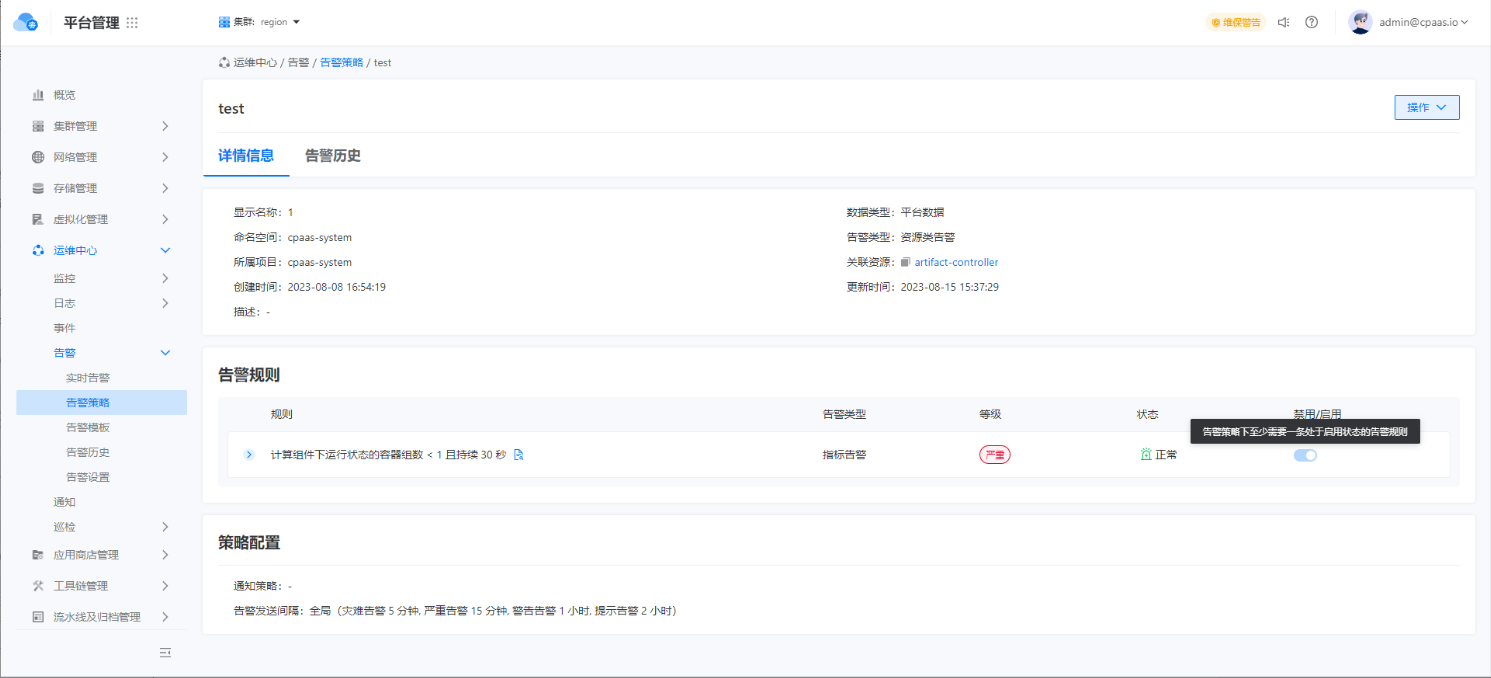 平台管理
集群: region
维保警告
admin@cpaas.io
运维中心 / 告警 / 告警策略 / test
概览
集群管理
网络管理
存储管理
虚拟化管理
运维中心
监控
日志
事件
告警
实时告警
告警策略
告警模板
告警历史
告警设置
通知
巡检
应用商店管理
工具链管理
流水线及归档管理
test
操作
详情信息 告警历史
显示名称: 1
数据类型: 平台数据
命名空间: cpaas-system
告警类型: 资源类告警
所属项目: cpaas-system
关联资源: artifact-controller
创建时间: 2023-08-08 16:54:19
更新时间: 2023-08-15 15:37:29
描述: -
告警规则
规则 告警类型 等级 状态 禁用/启用
告警策略下至少需要一条处于启用状态的告警规则
计算组件下运行状态的容器组数 < 1 且持续 30 秒 指标告警 严重 正常
策略配置
通知策略: -
告警发送间隔: 全局（灾难告警 5 分钟, 严重告警 15 分钟, 警告告警 1 小时, 提示告警 2 小时）